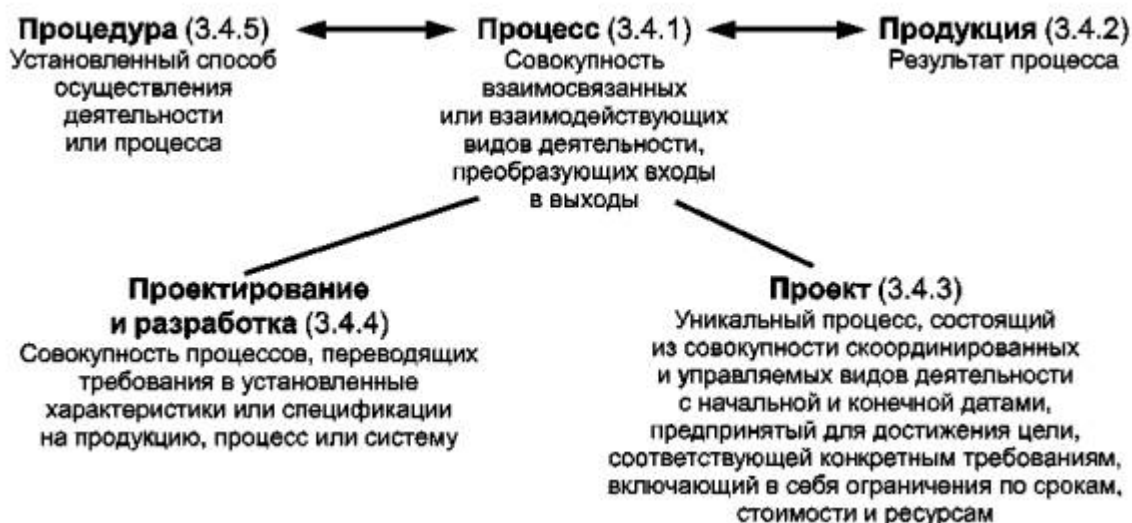 Процедура (3.4.5)
Установленный способ
осуществления
деятельности
или процесса
Процесс (3.4.1)
Совокупность
взаимосвязанных
или взаимодействующих
видов деятельности,
преобразующих входы
в выходы
Продукция (3.4.2)
Результат процесса
Проектирование
и разработка (3.4.4)
Совокупность процессов, переводящих
требования в установленные
характеристики или спецификации
на продукцию, процесс или систему
Проект (3.4.3)
Уникальный процесс, состоящий
из совокупности скоординированных
и управляемых видов деятельности
с начальной и конечной датами,
предпринятый для достижения цели,
соответствующей конкретным требованиям,
включающий в себя ограничения по срокам,
стоимости и ресурсам